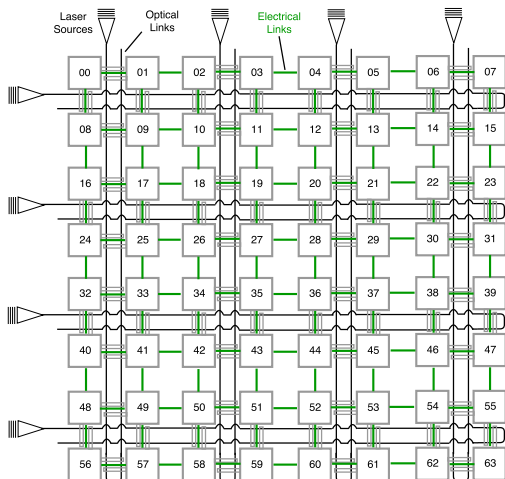 Laser
Sources
Optical
Links
Electrical
Links
00 01 02 03 04 05 06 07
08 09 10 11 12 13 14 15
16 17 18 19 20 21 22 23
24 25 26 27 28 29 30 31
32 33 34 35 36 37 38 39
40 41 42 43 44 45 46 47
48 49 50 51 52 53 54 55
56 57 58 59 60 61 62 63